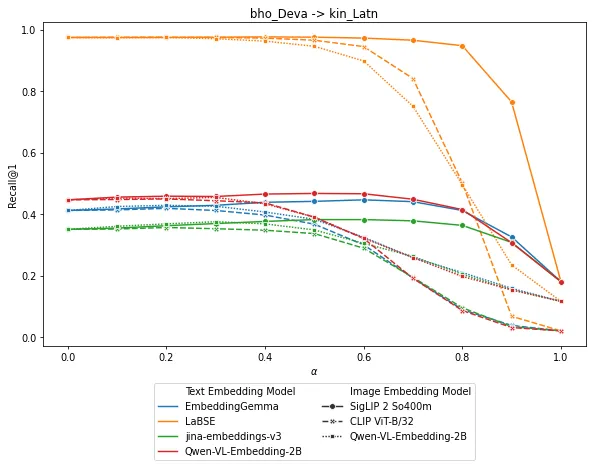 bho_Deva -> kin_Latn
1.0
0.8
0.6
0.4
0.2
0.0
Recall@1
0.0 0.2 0.4 0.6 0.8 1.0
α
Text Embedding Model
EmbeddingGemma
LaBSE
jina-embeddings-v3
Qwen-VL-Embedding-2B
Image Embedding Model
SigLIP 2 So400m
CLIP ViT-B/32
Qwen-VL-Embedding-2B